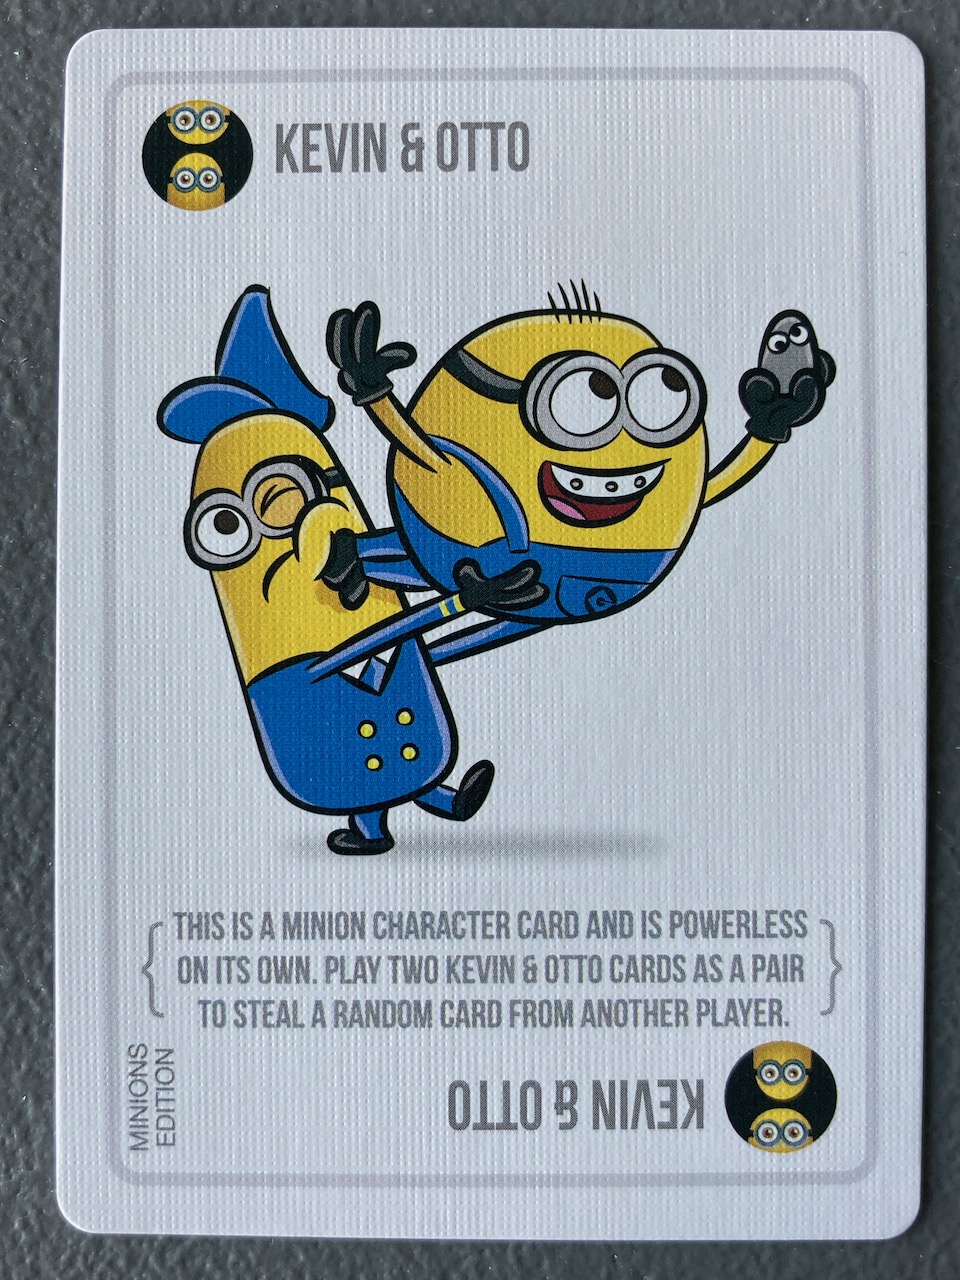 KEVIN & OTTO
THIS IS A MINION CHARACTER CARD AND IS POWERLESS
ON ITS OWN. PLAY TWO KEVIN & OTTO CARDS AS A PAIR
TO STEAL A RANDOM CARD FROM ANOTHER PLAYER.
MINIONS
EDITION
KEVIN & OTTO